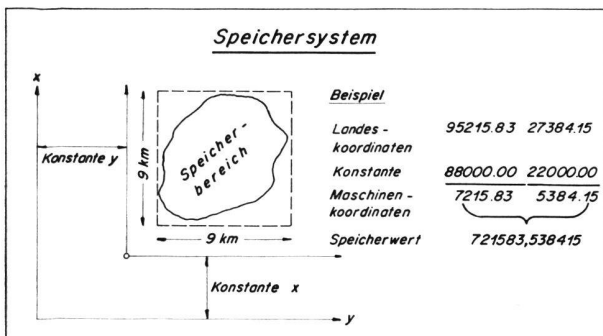 Speichersystem
x
Konstante y
9 km
Speicher-
bereich
9 km
Konstante x
y
Beispiel
Landes-
koordinaten
95215.83 27384.15
Konstante 88000.00 22000.00
Maschinen-
koordinaten
7215.83 5384.15
Speicherwert 721583,538415